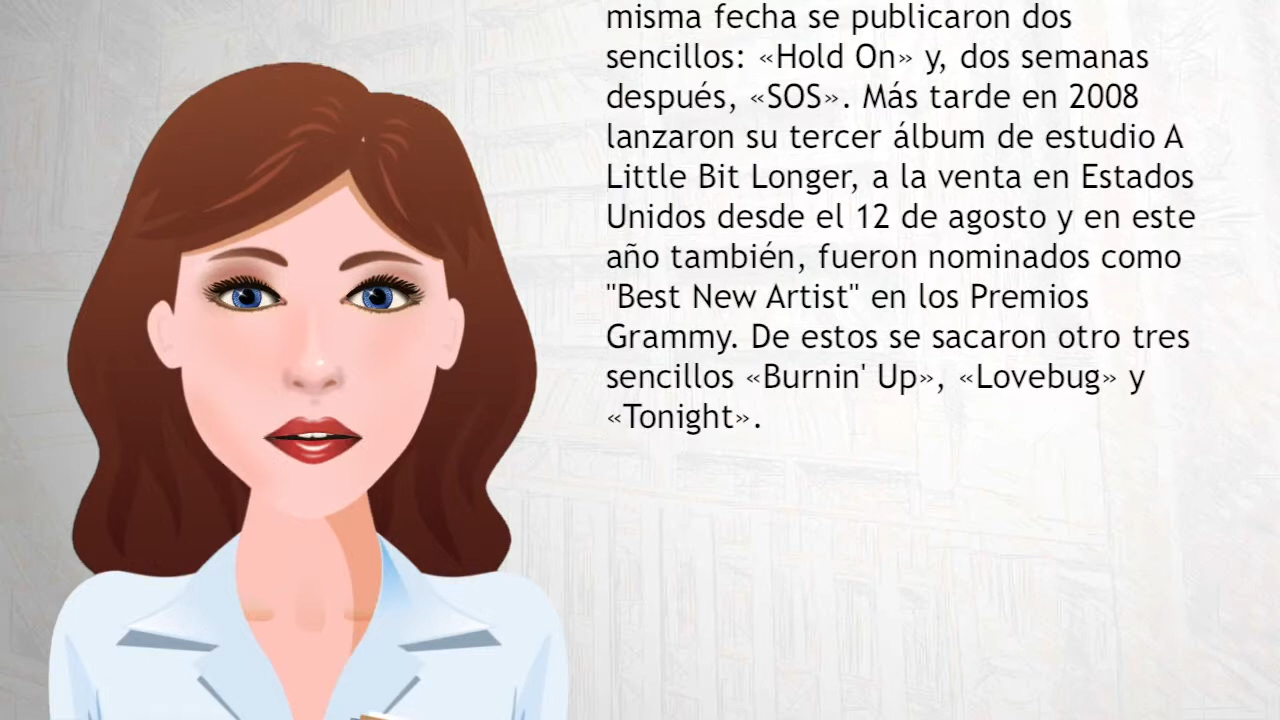 misma fecha se publicaron dos
sencillos: «Hold On» y, dos semanas
después, «SOS». Más tarde en 2008
lanzaron su tercer álbum de estudio A
Little Bit Longer, a la venta en Estados
Unidos desde el 12 de agosto y en este
año también, fueron nominados como
"Best New Artist" en los Premios
Grammy. De estos se sacaron otro tres
sencillos «Burnin' Up», «Lovebug» y
«Tonight».